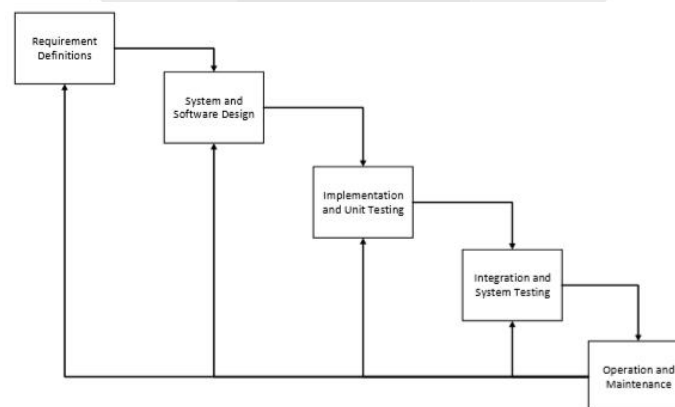 Requirement
Definitions
System and
Software Design
Implementation
and Unit Testing
Integration and
System Testing
Operation and
Maintenance